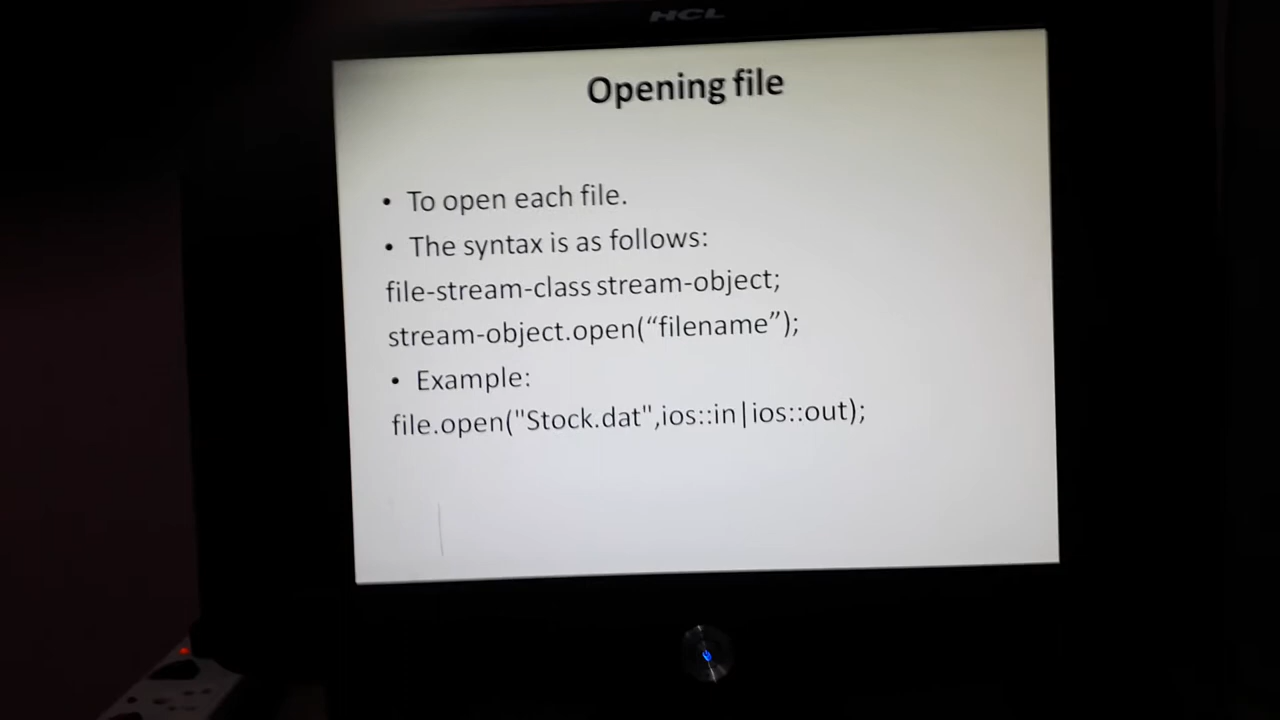 HCL
Opening file
• To open each file.
• The syntax is as follows:
file-stream-class stream-object;
stream-object.open(“filename”);
• Example:
file.open("Stock.dat",ios::in|ios::out);